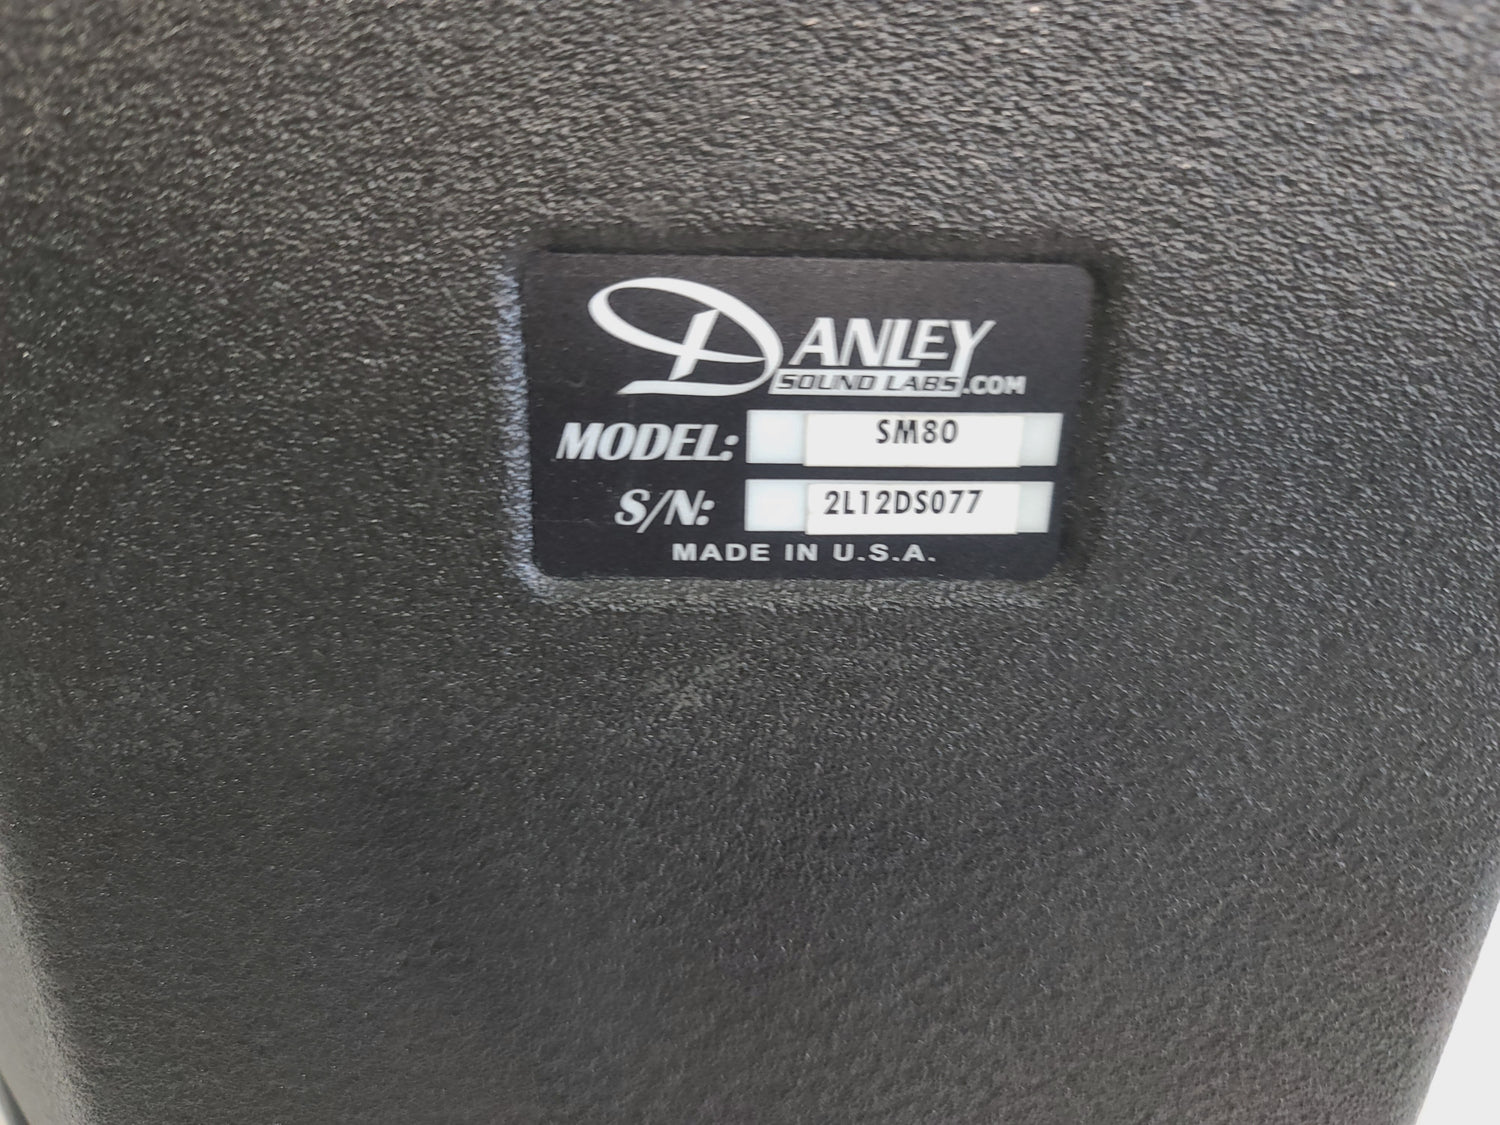 DANLEY
SOUND LABS.COM
MODEL: SM80
S/N: 2L12DS077
MADE IN U.S.A.